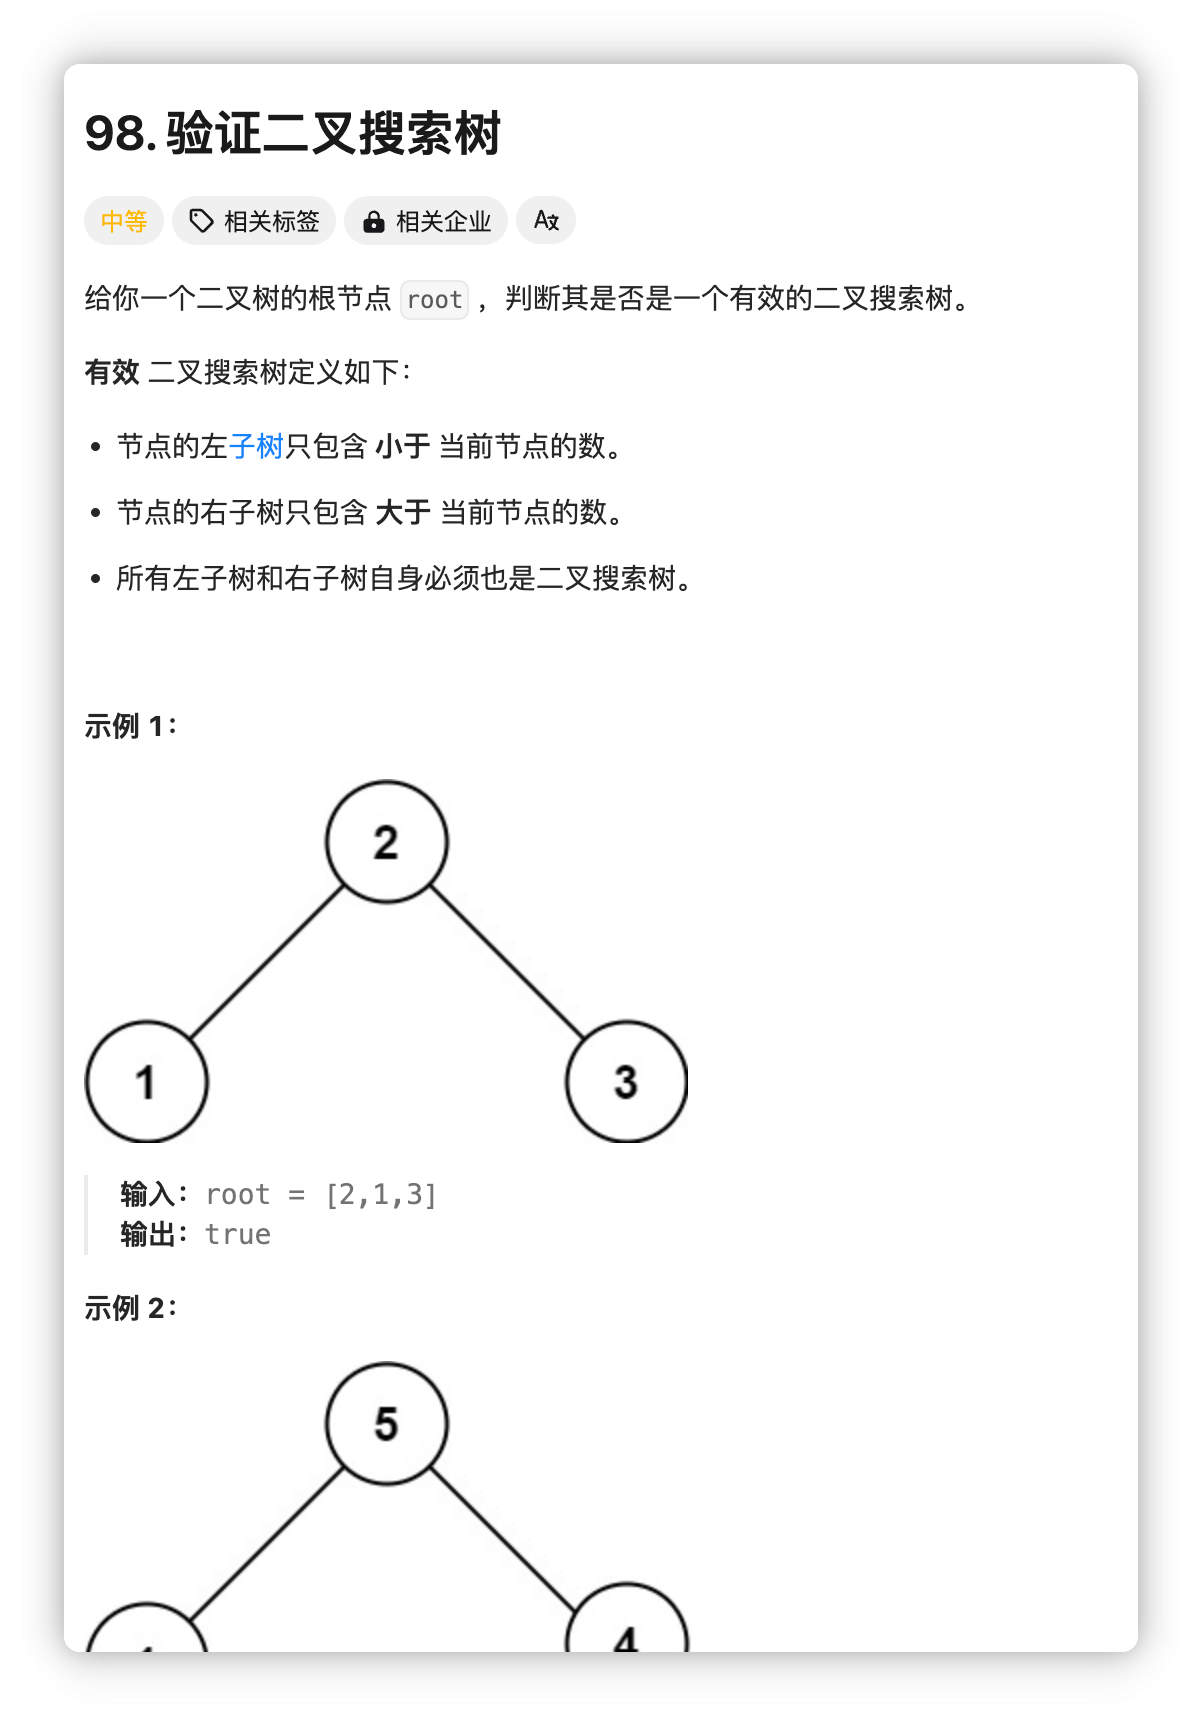 98. 验证二叉搜索树
中等 相关标签 相关企业
给你一个二叉树的根节点 root ，判断其是否是一个有效的二叉搜索树。
有效 二叉搜索树定义如下：
• 节点的左子树只包含 小于 当前节点的数。
• 节点的右子树只包含 大于 当前节点的数。
• 所有左子树和右子树自身必须也是二叉搜索树。
示例 1：
2
1 3
输入：root = [2,1,3]
输出：true
示例 2：
5
4